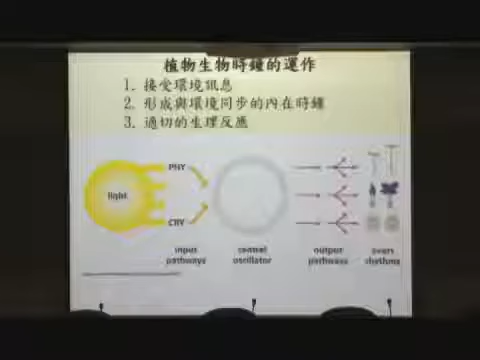 植物生物時鐘的運作
1. 接受環境訊息
2. 形成與環境同步的內在時鐘
3. 適切的生理反應
PHY
light
CRY
input central output overt
pathways oscillator pathways rhythms